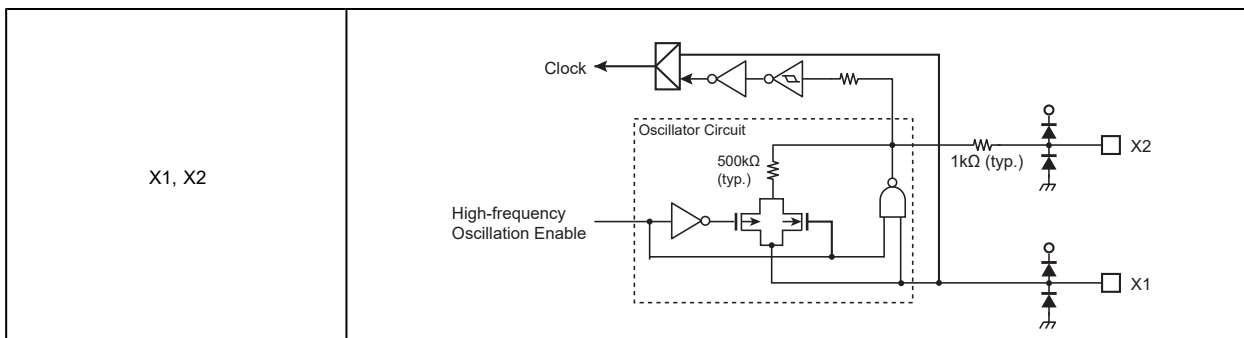 X1, X2
Clock
Oscillator Circuit
500kΩ
(typ.)
1kΩ (typ.)
X2
High-frequency
Oscillation Enable
X1